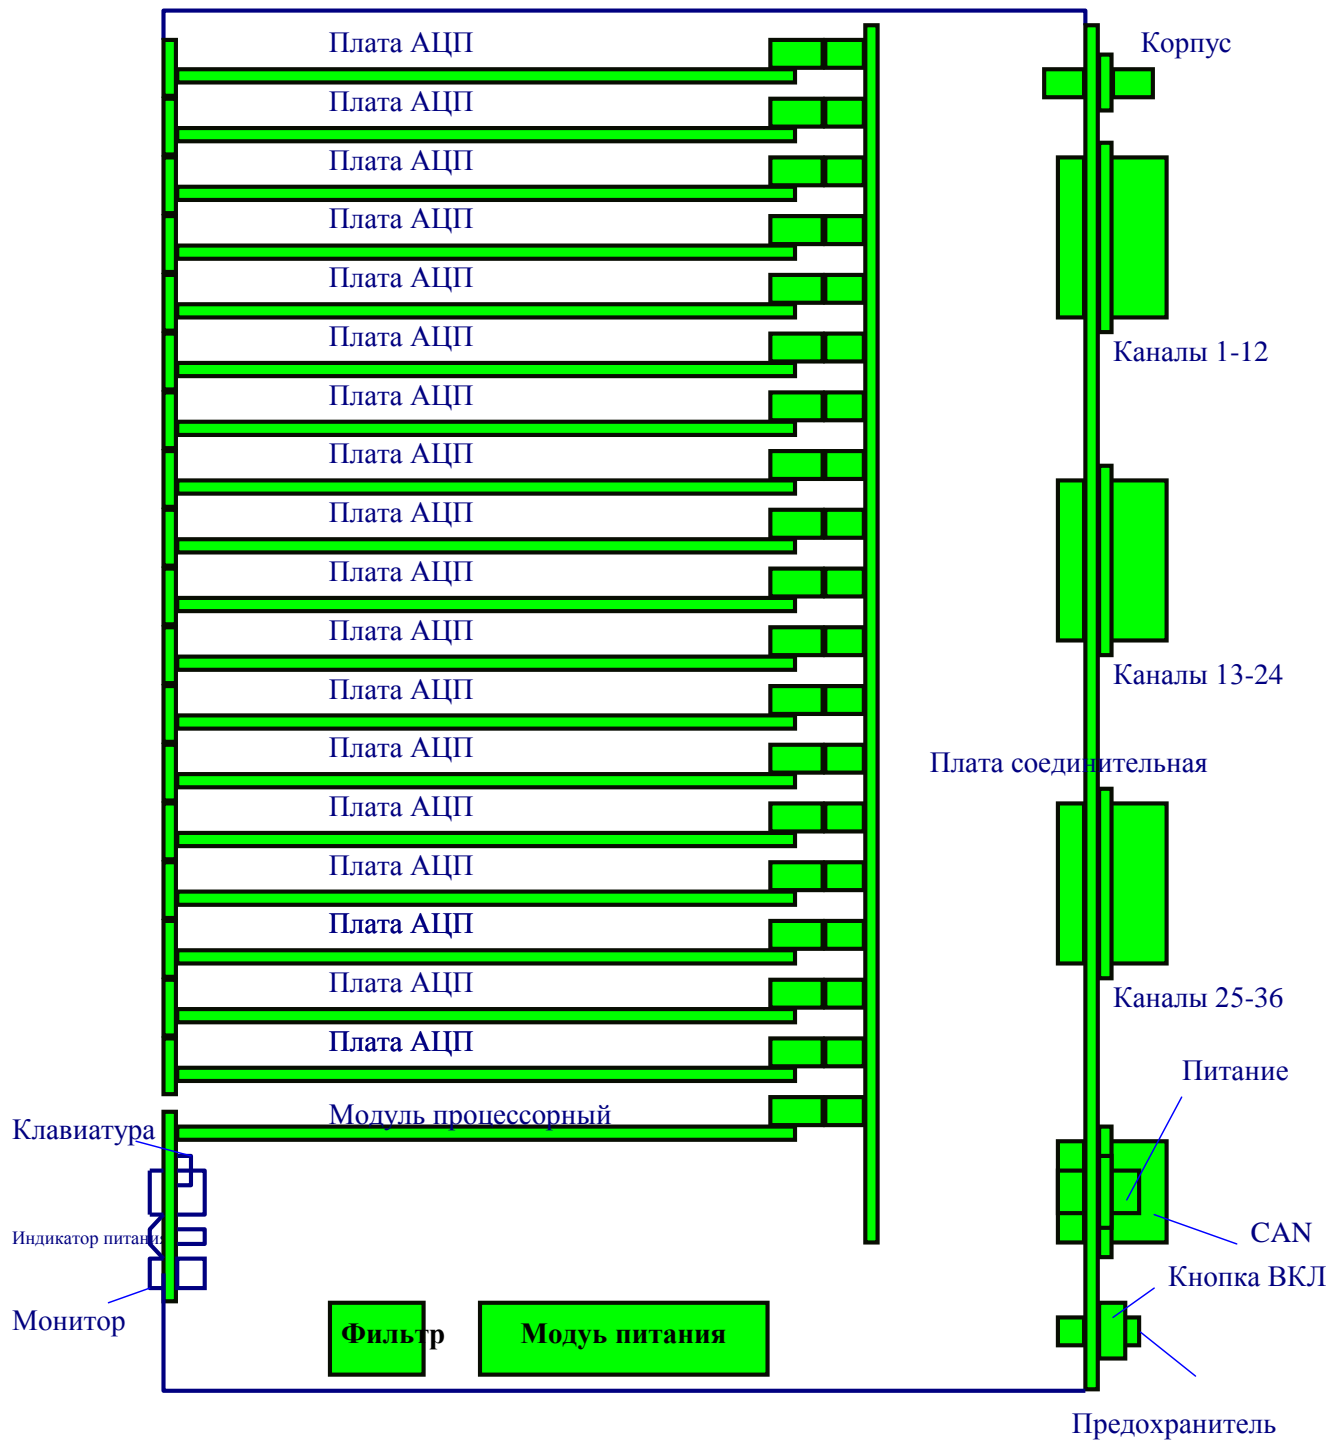 Плата АЦП
Корпус
Плата АЦП
Плата АЦП
Плата АЦП
Плата АЦП
Плата АЦП
Каналы 1-12
Плата АЦП
Плата АЦП
Плата АЦП
Плата АЦП
Плата АЦП
Каналы 13-24
Плата АЦП
Плата АЦП
Плата соединительная
Плата АЦП
Плата АЦП
Плата АЦП
Плата АЦП
Каналы 25-36
Плата АЦП
Питание
Модуль процессорный
Клавиатура
Индикатор питания
CAN
Кнопка ВКЛ
Монитор
Фильтр
Модуь питания
Предохранитель